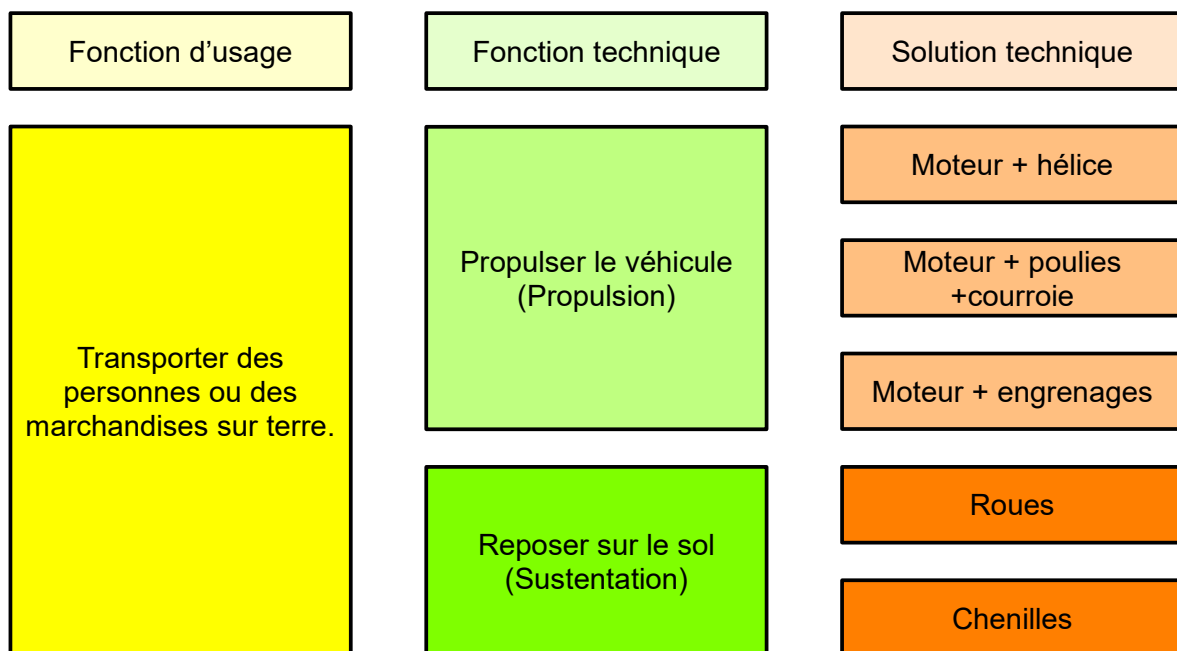 Fonction d’usage
Fonction technique
Solution technique
Transporter des
personnes ou des
marchandises sur terre.
Propulser le véhicule
(Propulsion)
Moteur + hélice
Moteur + poulies
+courroie
Moteur + engrenages
Reposer sur le sol
(Sustentation)
Roues
Chenilles